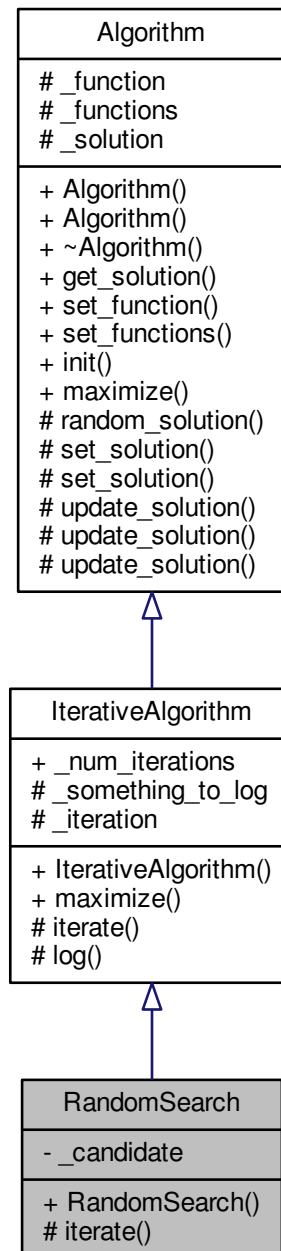 Algorithm
# _function
# _functions
# _solution
+ Algorithm()
+ Algorithm()
+ ~Algorithm()
+ get_solution()
+ set_function()
+ set_functions()
+ init()
+ maximize()
# random_solution()
# set_solution()
# set_solution()
# update_solution()
# update_solution()
# update_solution()
IterativeAlgorithm
+ _num_iterations
# _something_to_log
# _iteration
+ IterativeAlgorithm()
+ maximize()
# iterate()
# log()
RandomSearch
- _candidate
+ RandomSearch()
# iterate()